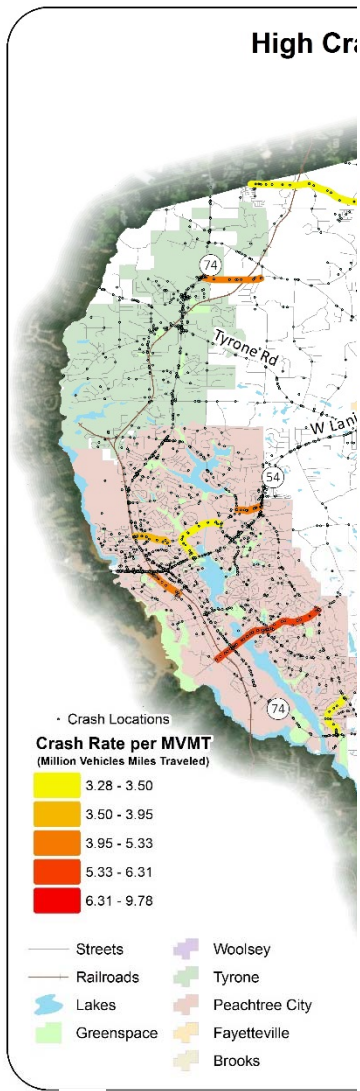 High Cra
74
Tyrone Rd
W Lani
54
74
Crash Locations
Crash Rate per MVMT
(Million Vehicles Miles Traveled)
3.28 - 3.50
3.50 - 3.95
3.95 - 5.33
5.33 - 6.31
6.31 - 9.78
Streets
Railroads
Lakes
Greenspace
Woolsey
Tyrone
Peachtree City
Fayetteville
Brooks